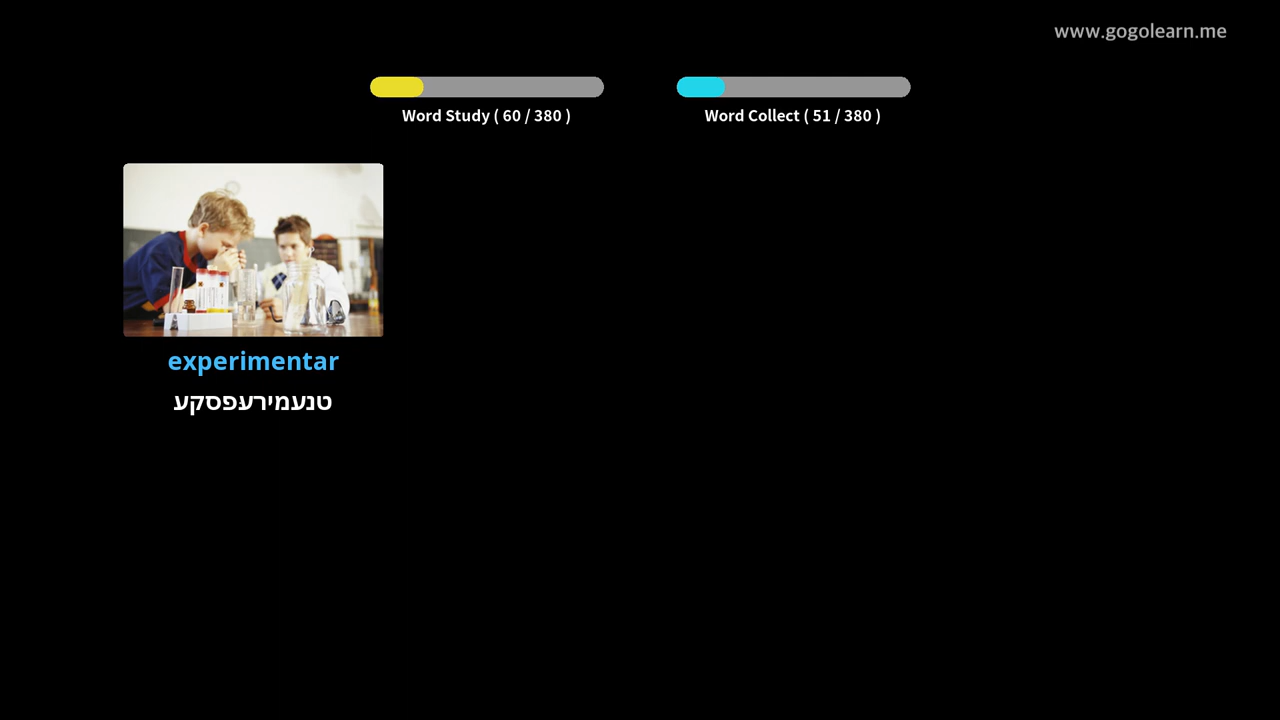 www.gogolearn.me
Word Study ( 60 / 380 )
Word Collect ( 51 / 380 )
experimentar
טנעמירעפסקע